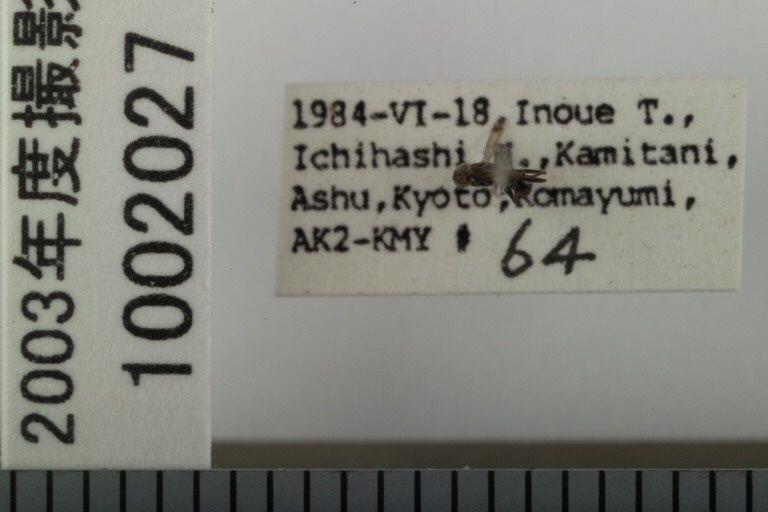 2003年度撮影
1002027
1984-VI-18 Inoue T.,
Ichihashi .,Kamitani,
Ashu,Kyoto,Komayumi,
AK2-KMY 64